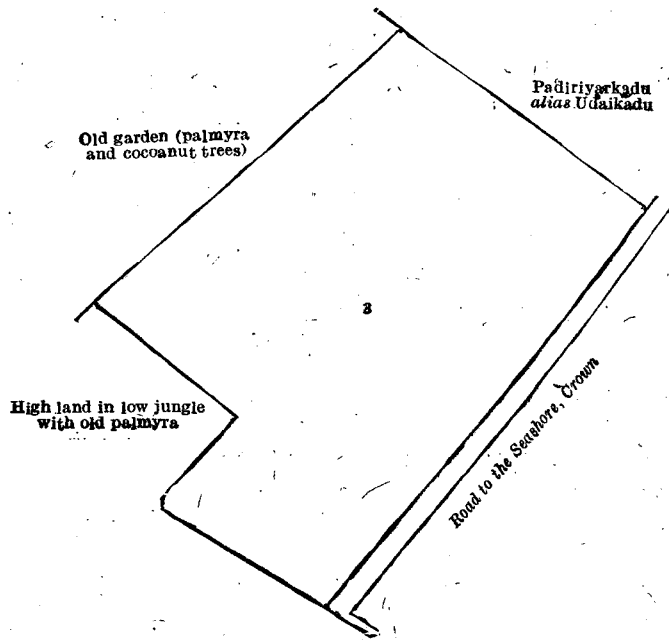 Padiriyarkadu
alias Udaikadu
Old garden (palmyra
and cocoanut trees)
3
High land in low jungle
with old palmyra
Road to the Seashore, Crown